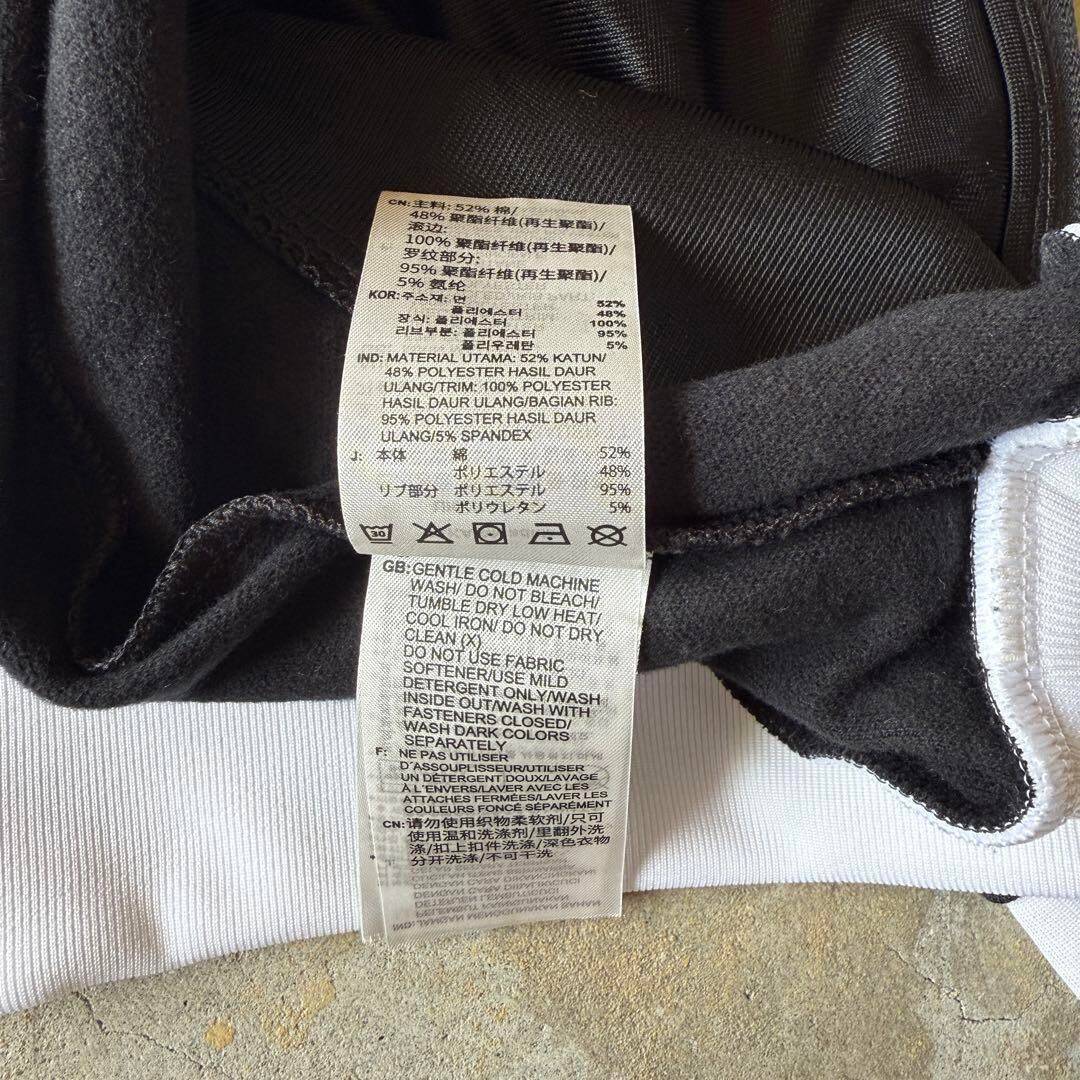 CN: 主料: 52% 棉/
48% 聚酯纤维(再生聚酯)/
滚边:
100% 聚酯纤维(再生聚酯)/
罗纹部分:
95% 聚酯纤维(再生聚酯)/
5% 氨纶
KOR: 주소재: 면 52%
폴리에스터 48%
장식: 폴리에스터 100%
리브부분: 폴리에스터 95%
폴리우레탄 5%
IND: MATERIAL UTAMA: 52% KATUN/
48% POLYESTER HASIL DAUR
ULANG/TRIM: 100% POLYESTER
HASIL DAUR ULANG/BAGIAN RIB:
95% POLYESTER HASIL DAUR
ULANG/5% SPANDEX
J: 本体 綿 52%
ポリエステル 48%
リブ部分 ポリエステル 95%
ポリウレタン 5%
30
GB: GENTLE COLD MACHINE
WASH/ DO NOT BLEACH/
TUMBLE DRY LOW HEAT/
COOL IRON/ DO NOT DRY
CLEAN (X)
DO NOT USE FABRIC
SOFTENER/USE MILD
DETERGENT ONLY/WASH
INSIDE OUT/WASH WITH
FASTENERS CLOSED/
WASH DARK COLORS
SEPARATELY
F: NE PAS UTILISER
D'ASSOUPLISSEUR/UTILISER
UN DÉTERGENT DOUX/LAVAGE
À L'ENVERS/LAVER AVEC LES
ATTACHES FERMÉES/LAVER LES
COULEURS FONCÉ SÉPARÉMENT
CN: 请勿使用织物柔软剂/只可
使用温和洗涤剂/里翻外洗
涤/扣上扣件洗涤/深色衣物
分开洗涤/不可干洗